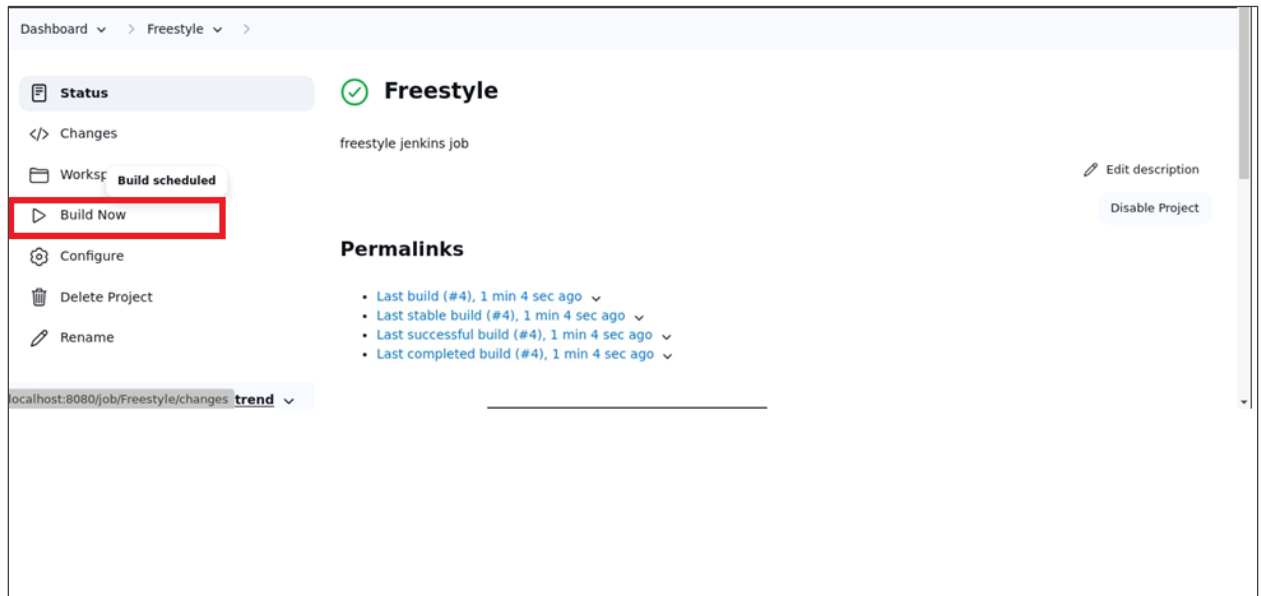 Dashboard > Freestyle >
Status
Changes
Worksp
Build scheduled
Build Now
Configure
Delete Project
Rename
localhost:8080/job/Freestyle/changes trend
Freestyle
freestyle jenkins job
Edit description
Disable Project
Permalinks
• Last build (#4), 1 min 4 sec ago
• Last stable build (#4), 1 min 4 sec ago
• Last successful build (#4), 1 min 4 sec ago
• Last completed build (#4), 1 min 4 sec ago